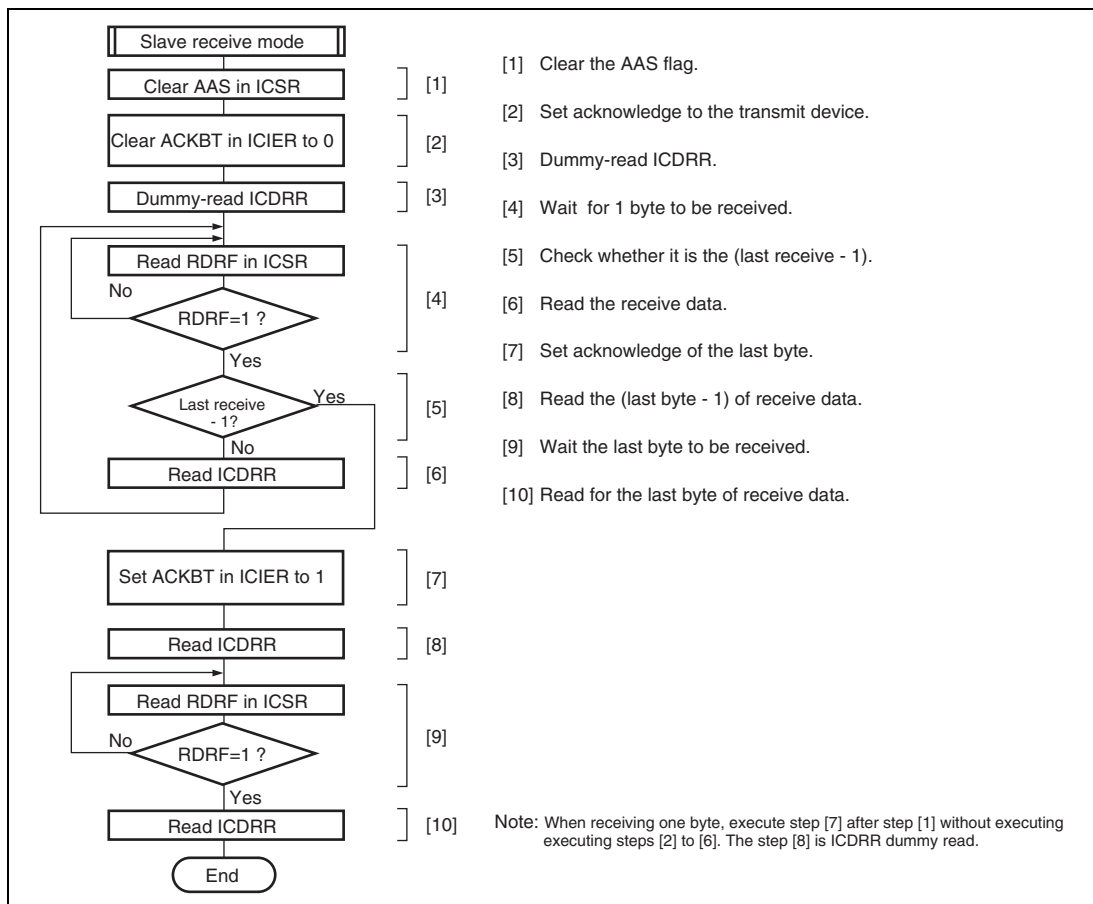 Slave receive mode
Clear AAS in ICSR
[1]
Clear ACKBT in ICIER to 0
[2]
Dummy-read ICDRR
[3]
Read RDRF in ICSR
No
[4]
RDRF=1 ?
Yes
Last receive
- 1?
Yes
[5]
No
Read ICDRR
[6]
Set ACKBT in ICIER to 1
[7]
Read ICDRR
[8]
Read RDRF in ICSR
No
[9]
RDRF=1 ?
Yes
Read ICDRR
[10]
End
[1] Clear the AAS flag.
[2] Set acknowledge to the transmit device.
[3] Dummy-read ICDRR.
[4] Wait for 1 byte to be received.
[5] Check whether it is the (last receive - 1).
[6] Read the receive data.
[7] Set acknowledge of the last byte.
[8] Read the (last byte - 1) of receive data.
[9] Wait the last byte to be received.
[10] Read for the last byte of receive data.
Note: When receiving one byte, execute step [7] after step [1] without executing
executing steps [2] to [6]. The step [8] is ICDRR dummy read.